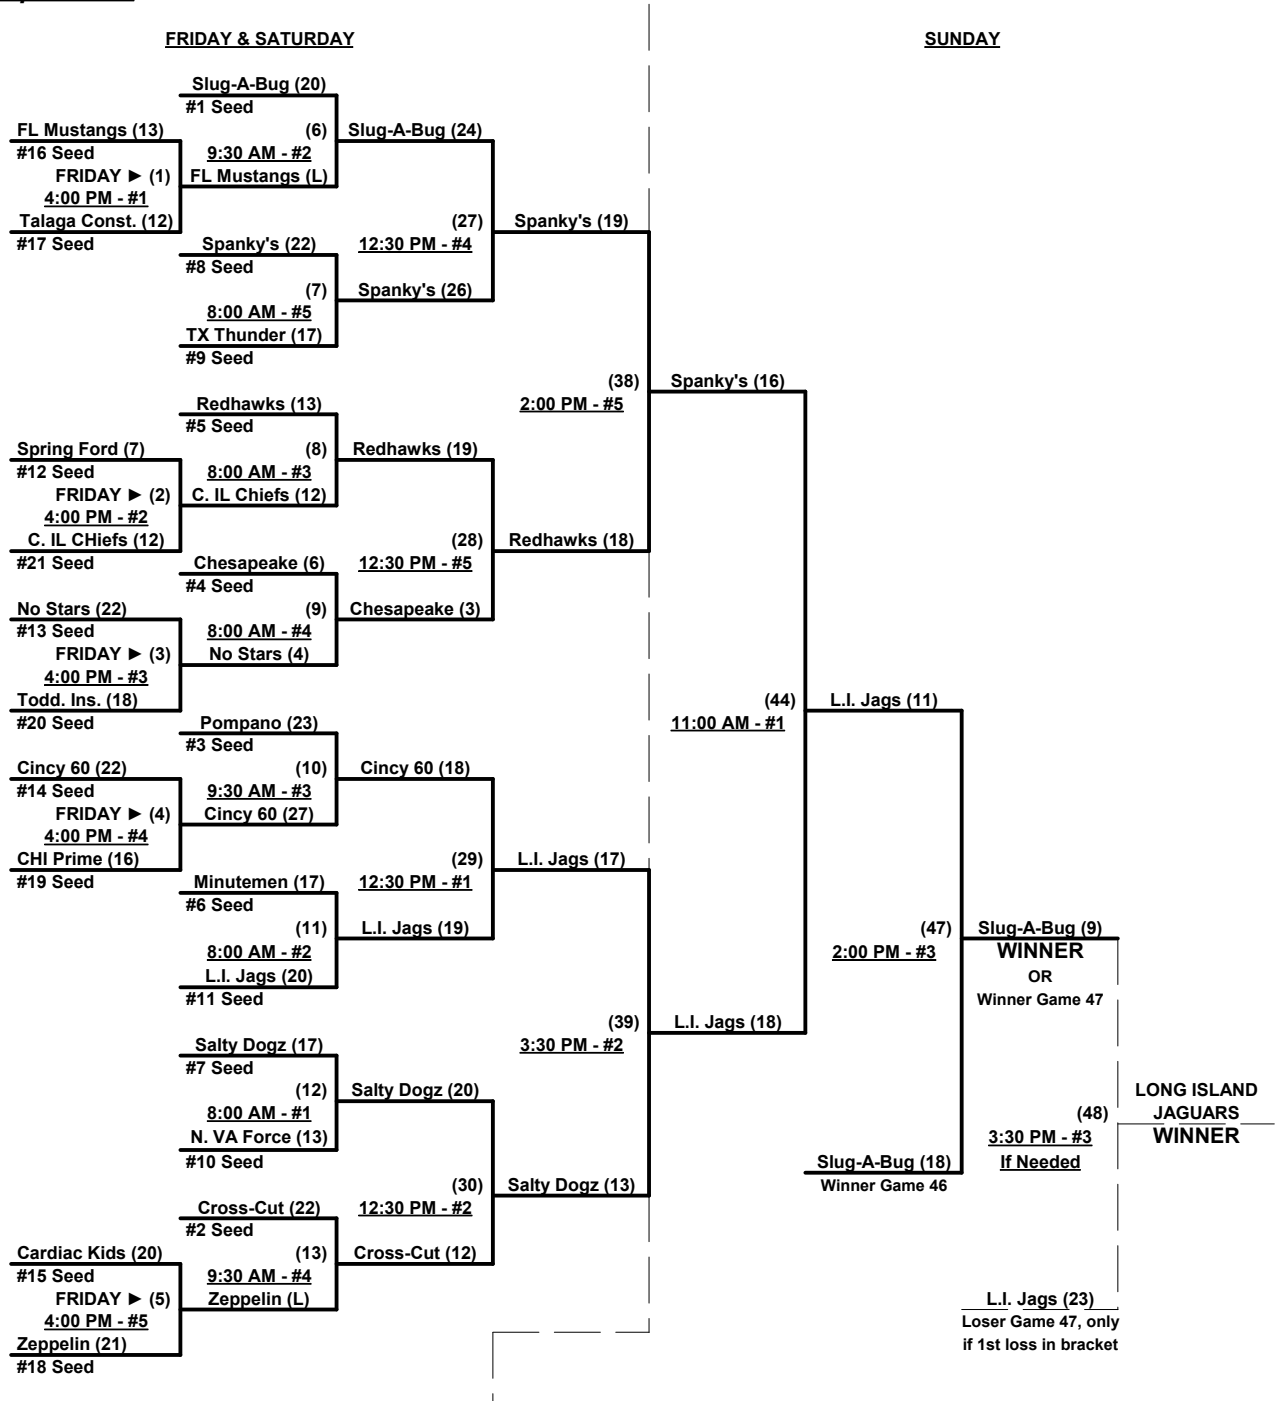 FRIDAY & SATURDAY
SUNDAY
Slug-A-Bug (20)
#1 Seed
FL Mustangs (13)
(6)
Slug-A-Bug (24)
#16 Seed
9:30 AM - #2
FRIDAY ► (1)
FL Mustangs (L)
4:00 PM - #1
Talaga Const. (12)
(27)
Spanky's (19)
#17 Seed
Spanky's (22)
12:30 PM - #4
#8 Seed
(7)
Spanky's (26)
8:00 AM - #5
TX Thunder (17)
#9 Seed
(38)
Spanky's (16)
Redhawks (13)
2:00 PM - #5
#5 Seed
Spring Ford (7)
(8)
Redhawks (19)
#12 Seed
8:00 AM - #3
FRIDAY ► (2)
C. IL Chiefs (12)
4:00 PM - #2
C. IL CHiefs (12)
(28)
Redhawks (18)
#21 Seed
Chesapeake (6)
12:30 PM - #5
#4 Seed
No Stars (22)
(9)
Chesapeake (3)
#13 Seed
8:00 AM - #4
FRIDAY ► (3)
No Stars (4)
4:00 PM - #3
Todd. Ins. (18)
(44)
L.I. Jags (11)
#20 Seed
Pompano (23)
11:00 AM - #1
#3 Seed
Cincy 60 (22)
(10)
Cincy 60 (18)
#14 Seed
9:30 AM - #3
FRIDAY ► (4)
Cincy 60 (27)
4:00 PM - #4
CHI Prime (16)
(29)
L.I. Jags (17)
#19 Seed
Minutemen (17)
12:30 PM - #1
#6 Seed
(11)
L.I. Jags (19)
(47)
Slug-A-Bug (9)
8:00 AM - #2
2:00 PM - #3
WINNER
L.I. Jags (20)
OR
#11 Seed
Winner Game 47
(39)
L.I. Jags (18)
Salty Dogz (17)
3:30 PM - #2
#7 Seed
(12)
Salty Dogz (20)
LONG ISLAND
8:00 AM - #1
(48)
JAGUARS
N. VA Force (13)
3:30 PM - #3
WINNER
#10 Seed
Slug-A-Bug (18)
If Needed
(30)
Salty Dogz (13)
Winner Game 46
Cross-Cut (22)
12:30 PM - #2
#2 Seed
Cardiac Kids (20)
(13)
Cross-Cut (12)
#15 Seed
9:30 AM - #4
FRIDAY ► (5)
Zeppelin (L)
L.I. Jags (23)
4:00 PM - #5
Loser Game 47, only
Zeppelin (21)
if 1st loss in bracket
#18 Seed